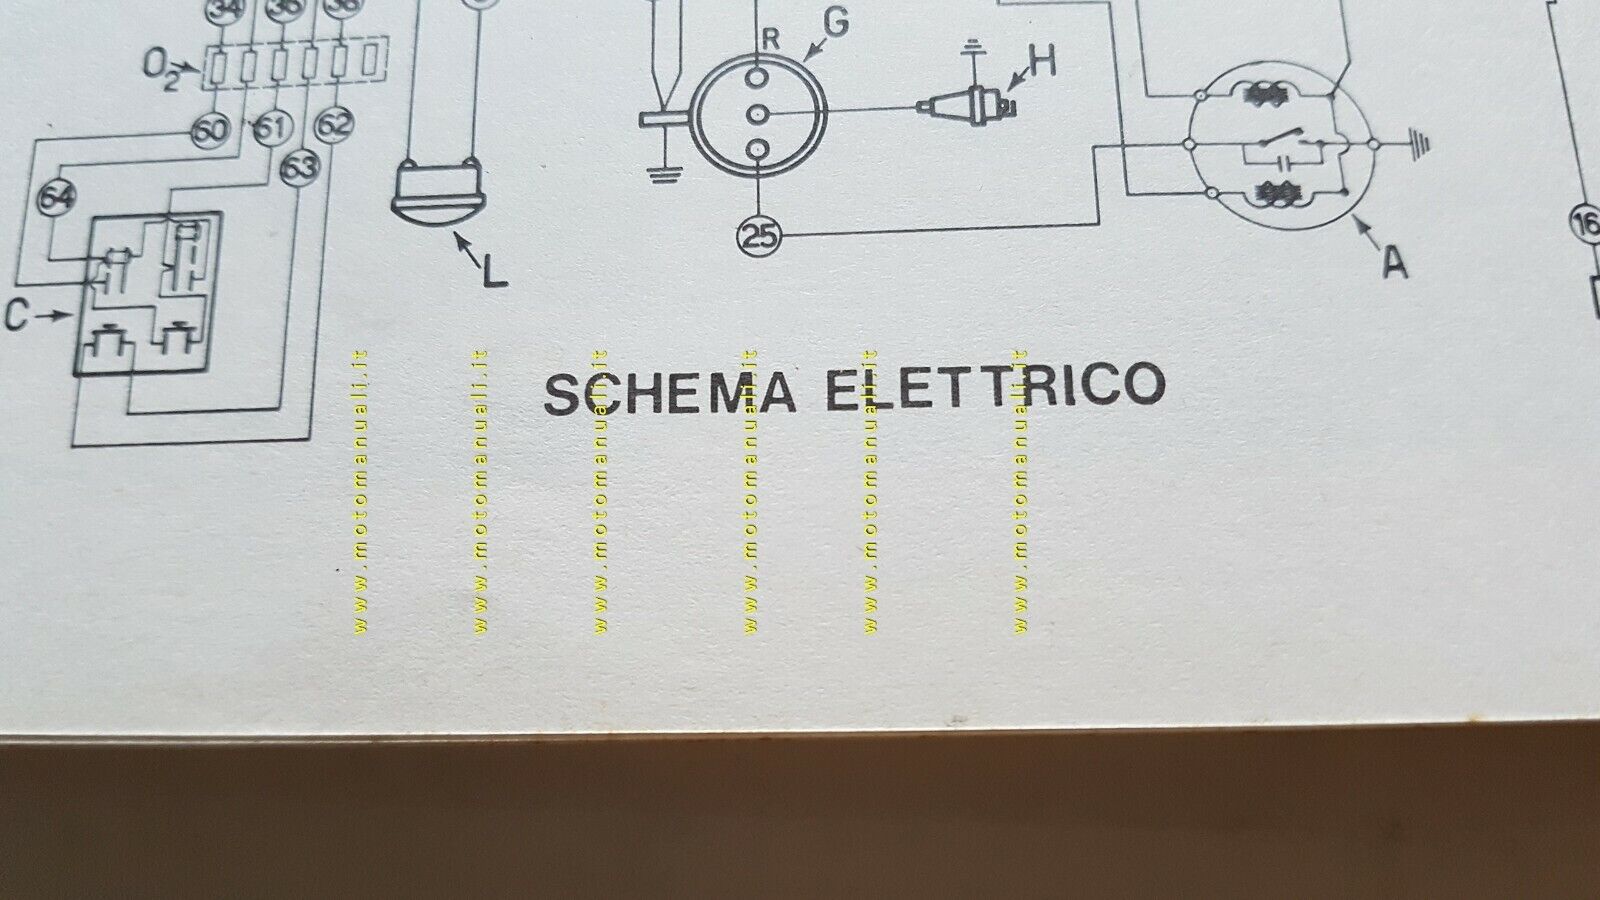 34 36 38
O2
R
G
H
60 61 62
63
64
25
16
L
A
C
SCHEMA ELETTRICO
www.motomanuali.it
www.motomanuali.it
www.motomanuali.it
www.motomanuali.it
www.motomanuali.it
www.motomanuali.it